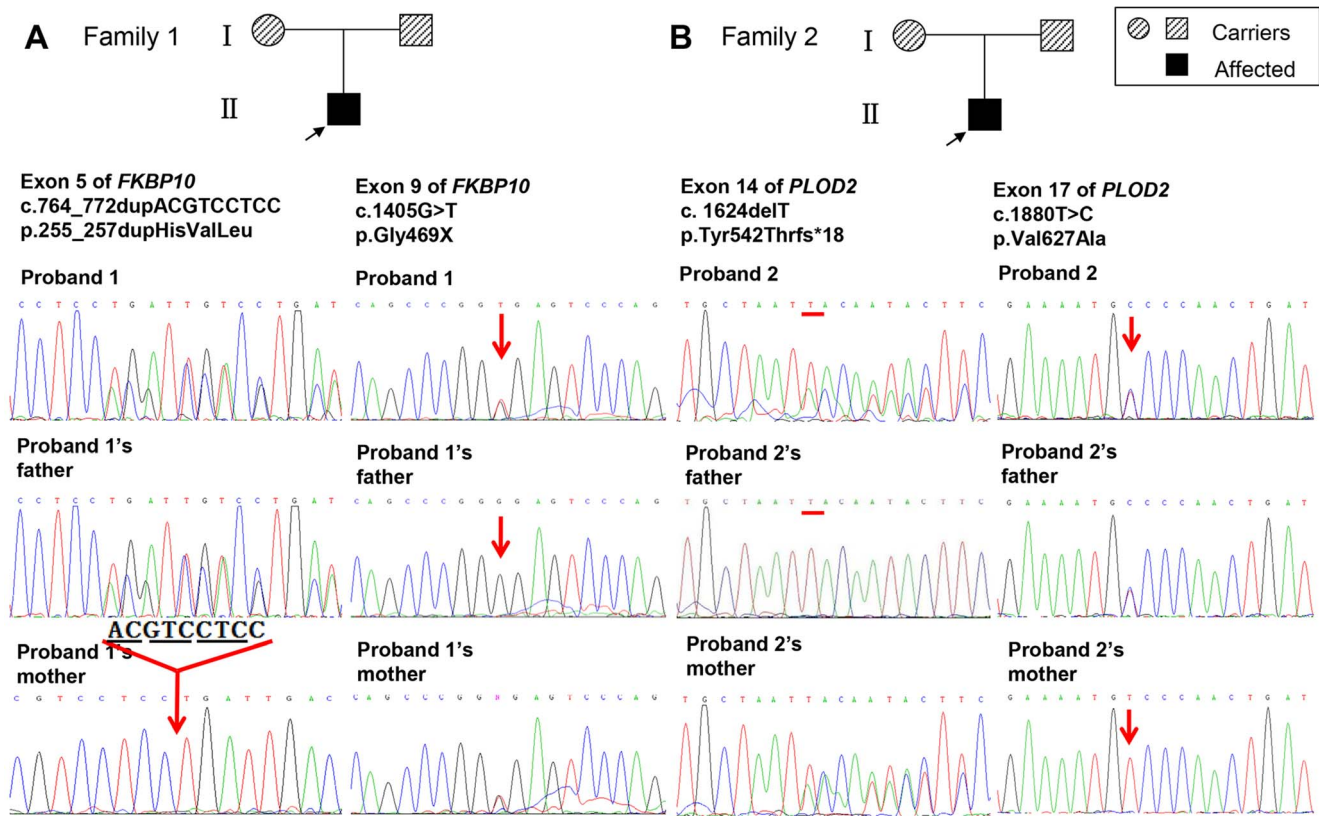 A Family 1
I
II
B Family 2
I
II
Carriers
Affected
Exon 5 of FKBP10
c.764_772dupACGTCCTCC
p.255_257dupHisValLeu
Exon 9 of FKBP10
c.1405G>T
p.Gly469X
Exon 14 of PLOD2
c. 1624delT
p.Tyr542Thrfs*18
Exon 17 of PLOD2
c.1880T>C
p.Val627Ala
Proband 1
C C T C C T G A T T G T C C T G A T
Proband 1
C A G C C C G G T G A G T C C C A G
Proband 2
T G C T A A T T A C A A T A C T T C
Proband 2
G A A A A T G C C C C A A C T G A T
Proband 1's
father
C C T C C T G A T T G T C C T G A T
Proband 1's
father
C A G C C C G G G G A G T C C C A G
Proband 2's
father
T G C T A A T T A C A A T A C T T C
Proband 2's
father
G A A A A T G C C C C A A C T G A T
ACGTCCTCC
Proband 1's
mother
C G T C C T C C T G A T T G A C
Proband 1's
mother
C A G C C C G G N G A G T C C C A G
Proband 2's
mother
T G C T A A T T A C A A T A C T T C
Proband 2's
mother
G A A A A T G T C C C A A C T G A T